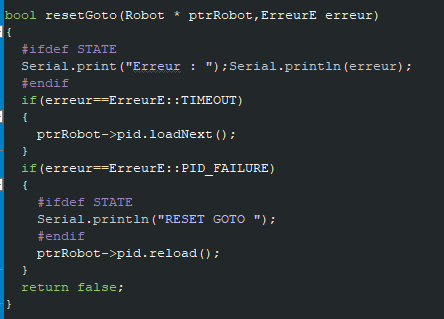 bool resetGoto(Robot * ptrRobot,ErreurE erreur)
{
#ifdef STATE
Serial.print("Erreur : ");Serial.println(erreur);
#endif
if(erreur==ErreurE::TIMEOUT)
{
ptrRobot->pid.loadNext();
}
if(erreur==ErreurE::PID_FAILURE)
{
#ifdef STATE
Serial.println("RESET GOTO ");
#endif
ptrRobot->pid.reload();
}
return false;
}